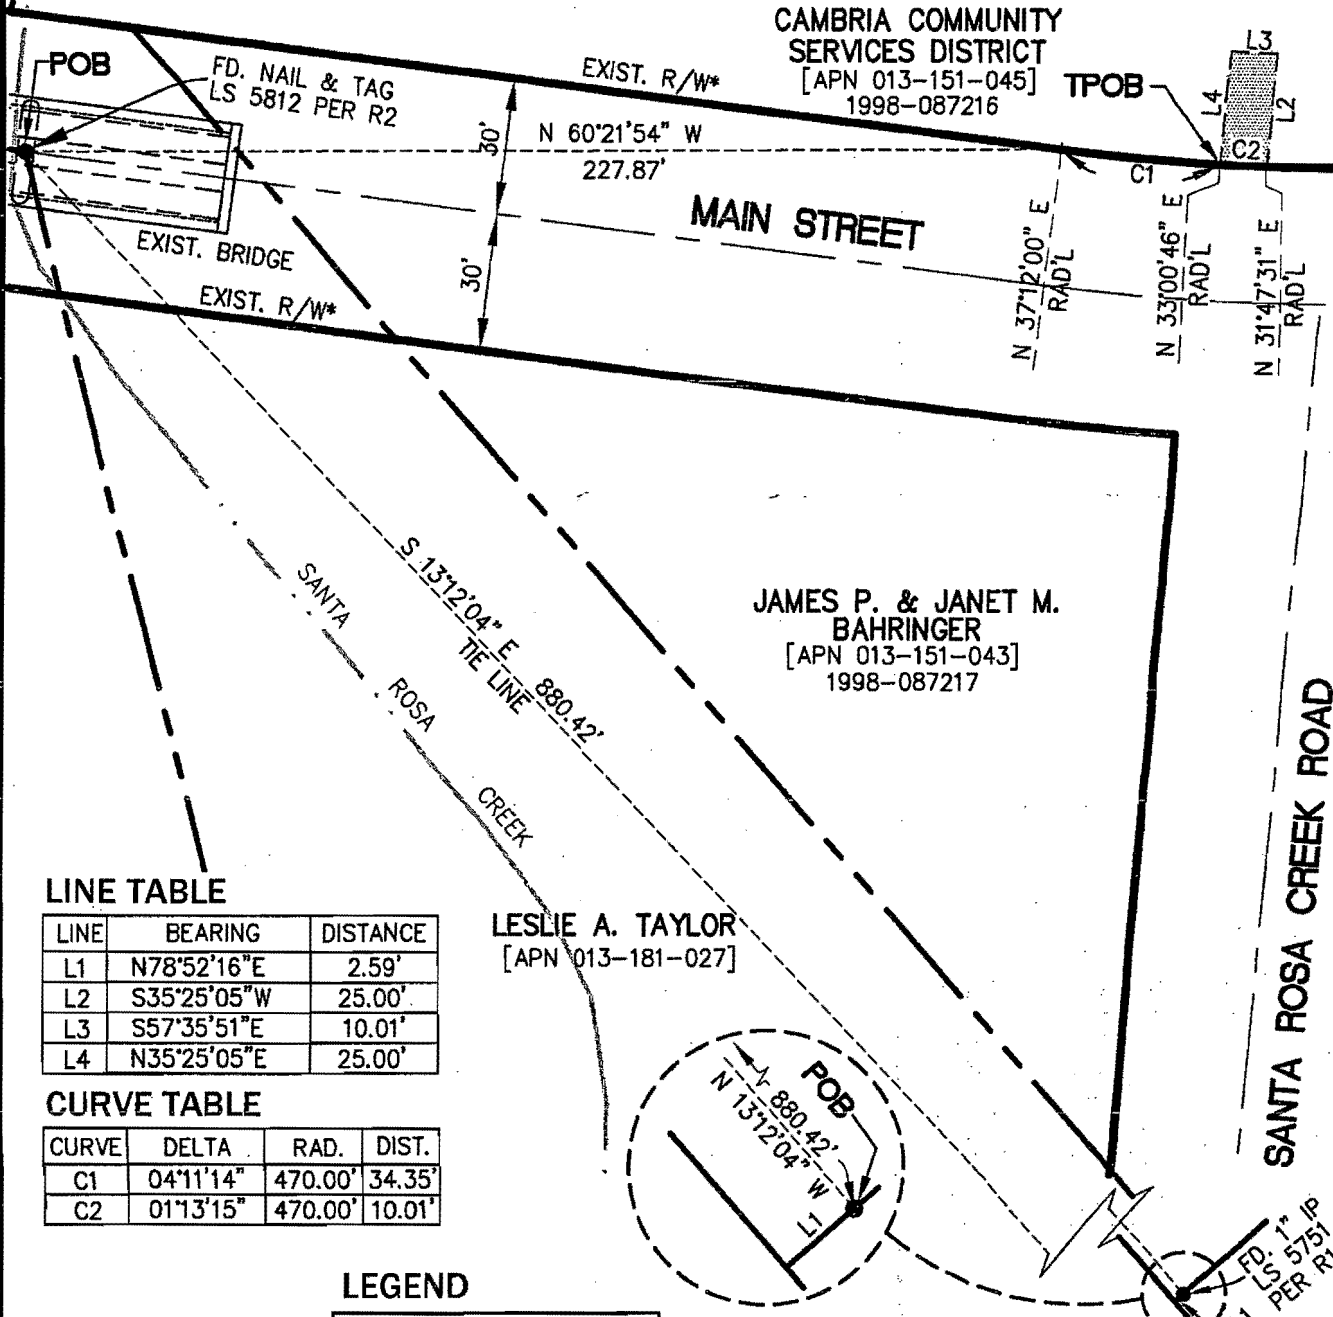 CAMBRIA COMMUNITY
SERVICES DISTRICT
[APN 013-151-045]
1998-087216
L3
L4
L2
C2
TPOB
C1
POB
FD. NAIL & TAG
LS 5812 PER R2
EXIST. R/W*
30'
N 60°21'54" W
227.87'
MAIN STREET
EXIST. BRIDGE
30'
EXIST. R/W*
N 37°12'00" E
RAD'L
N 33°00'46" E
RAD'L
N 31°47'31" E
RAD'L
S 13°12'04" E 880.42'
TIE LINE
SANTA
ROSA
CREEK
JAMES P. & JANET M.
BAHRINGER
[APN 013-151-043]
1998-087217
SANTA ROSA CREEK ROAD
LESLIE A. TAYLOR
[APN 013-181-027]
LINE TABLE
LINE BEARING DISTANCE
L1 N78°52'16"E 2.59'
L2 S35°25'05"W 25.00'
L3 S57°35'51"E 10.01'
L4 N35°25'05"E 25.00'
CURVE TABLE
CURVE DELTA RAD. DIST.
C1 04°11'14" 470.00' 34.35'
C2 01°13'15" 470.00' 10.01'
POB
880.42'
N 13°12'04" W
L1
FD. 1" IP
LS 5751
PER R1
LEGEND